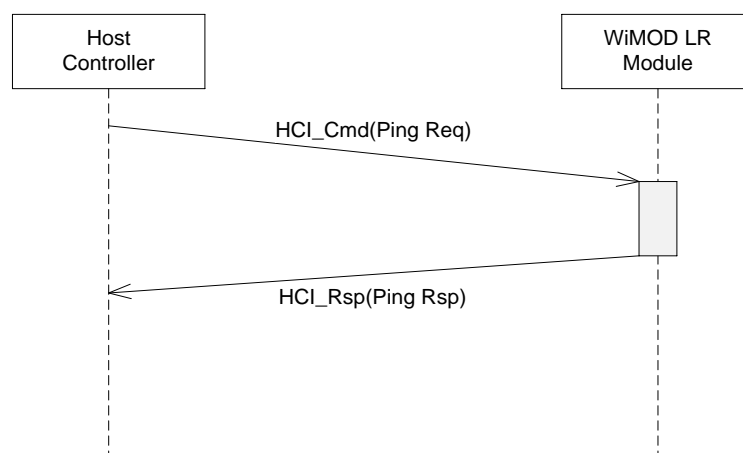 Host
Controller
WiMOD LR
Module
HCI_Cmd(Ping Req)
HCI_Rsp(Ping Rsp)